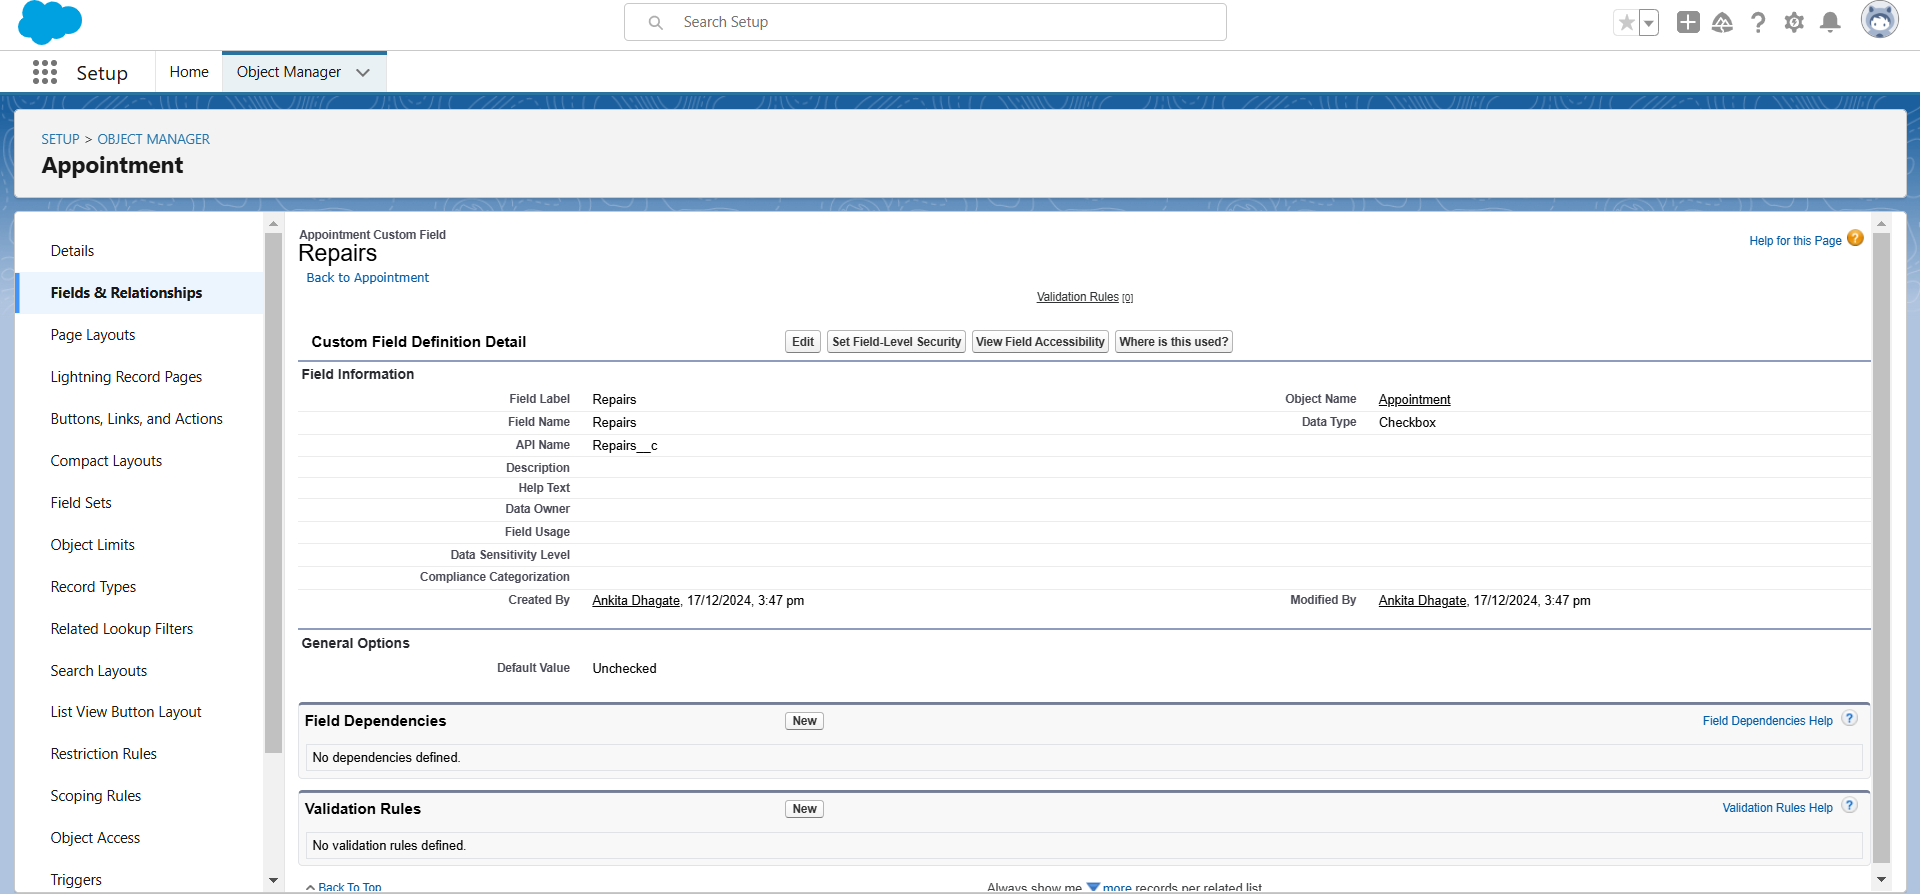 Search Setup
Setup
Home
Object Manager
SETUP > OBJECT MANAGER
Appointment
Details
Fields & Relationships
Page Layouts
Lightning Record Pages
Buttons, Links, and Actions
Compact Layouts
Field Sets
Object Limits
Record Types
Related Lookup Filters
Search Layouts
List View Button Layout
Restriction Rules
Scoping Rules
Object Access
Triggers
Appointment Custom Field
Repairs
Back to Appointment
Help for this Page ?
Validation Rules [0]
Custom Field Definition Detail Edit Set Field-Level Security View Field Accessibility Where is this used?
Field Information
Field Label Repairs Object Name Appointment
Field Name Repairs Data Type Checkbox
API Name Repairs__c
Description
Help Text
Data Owner
Field Usage
Data Sensitivity Level
Compliance Categorization
Created By Ankita Dhagate, 17/12/2024, 3:47 pm Modified By Ankita Dhagate, 17/12/2024, 3:47 pm
General Options
Default Value Unchecked
Field Dependencies New Field Dependencies Help ?
No dependencies defined.
Validation Rules New Validation Rules Help ?
No validation rules defined.
Back To Top Always show me more records per related list